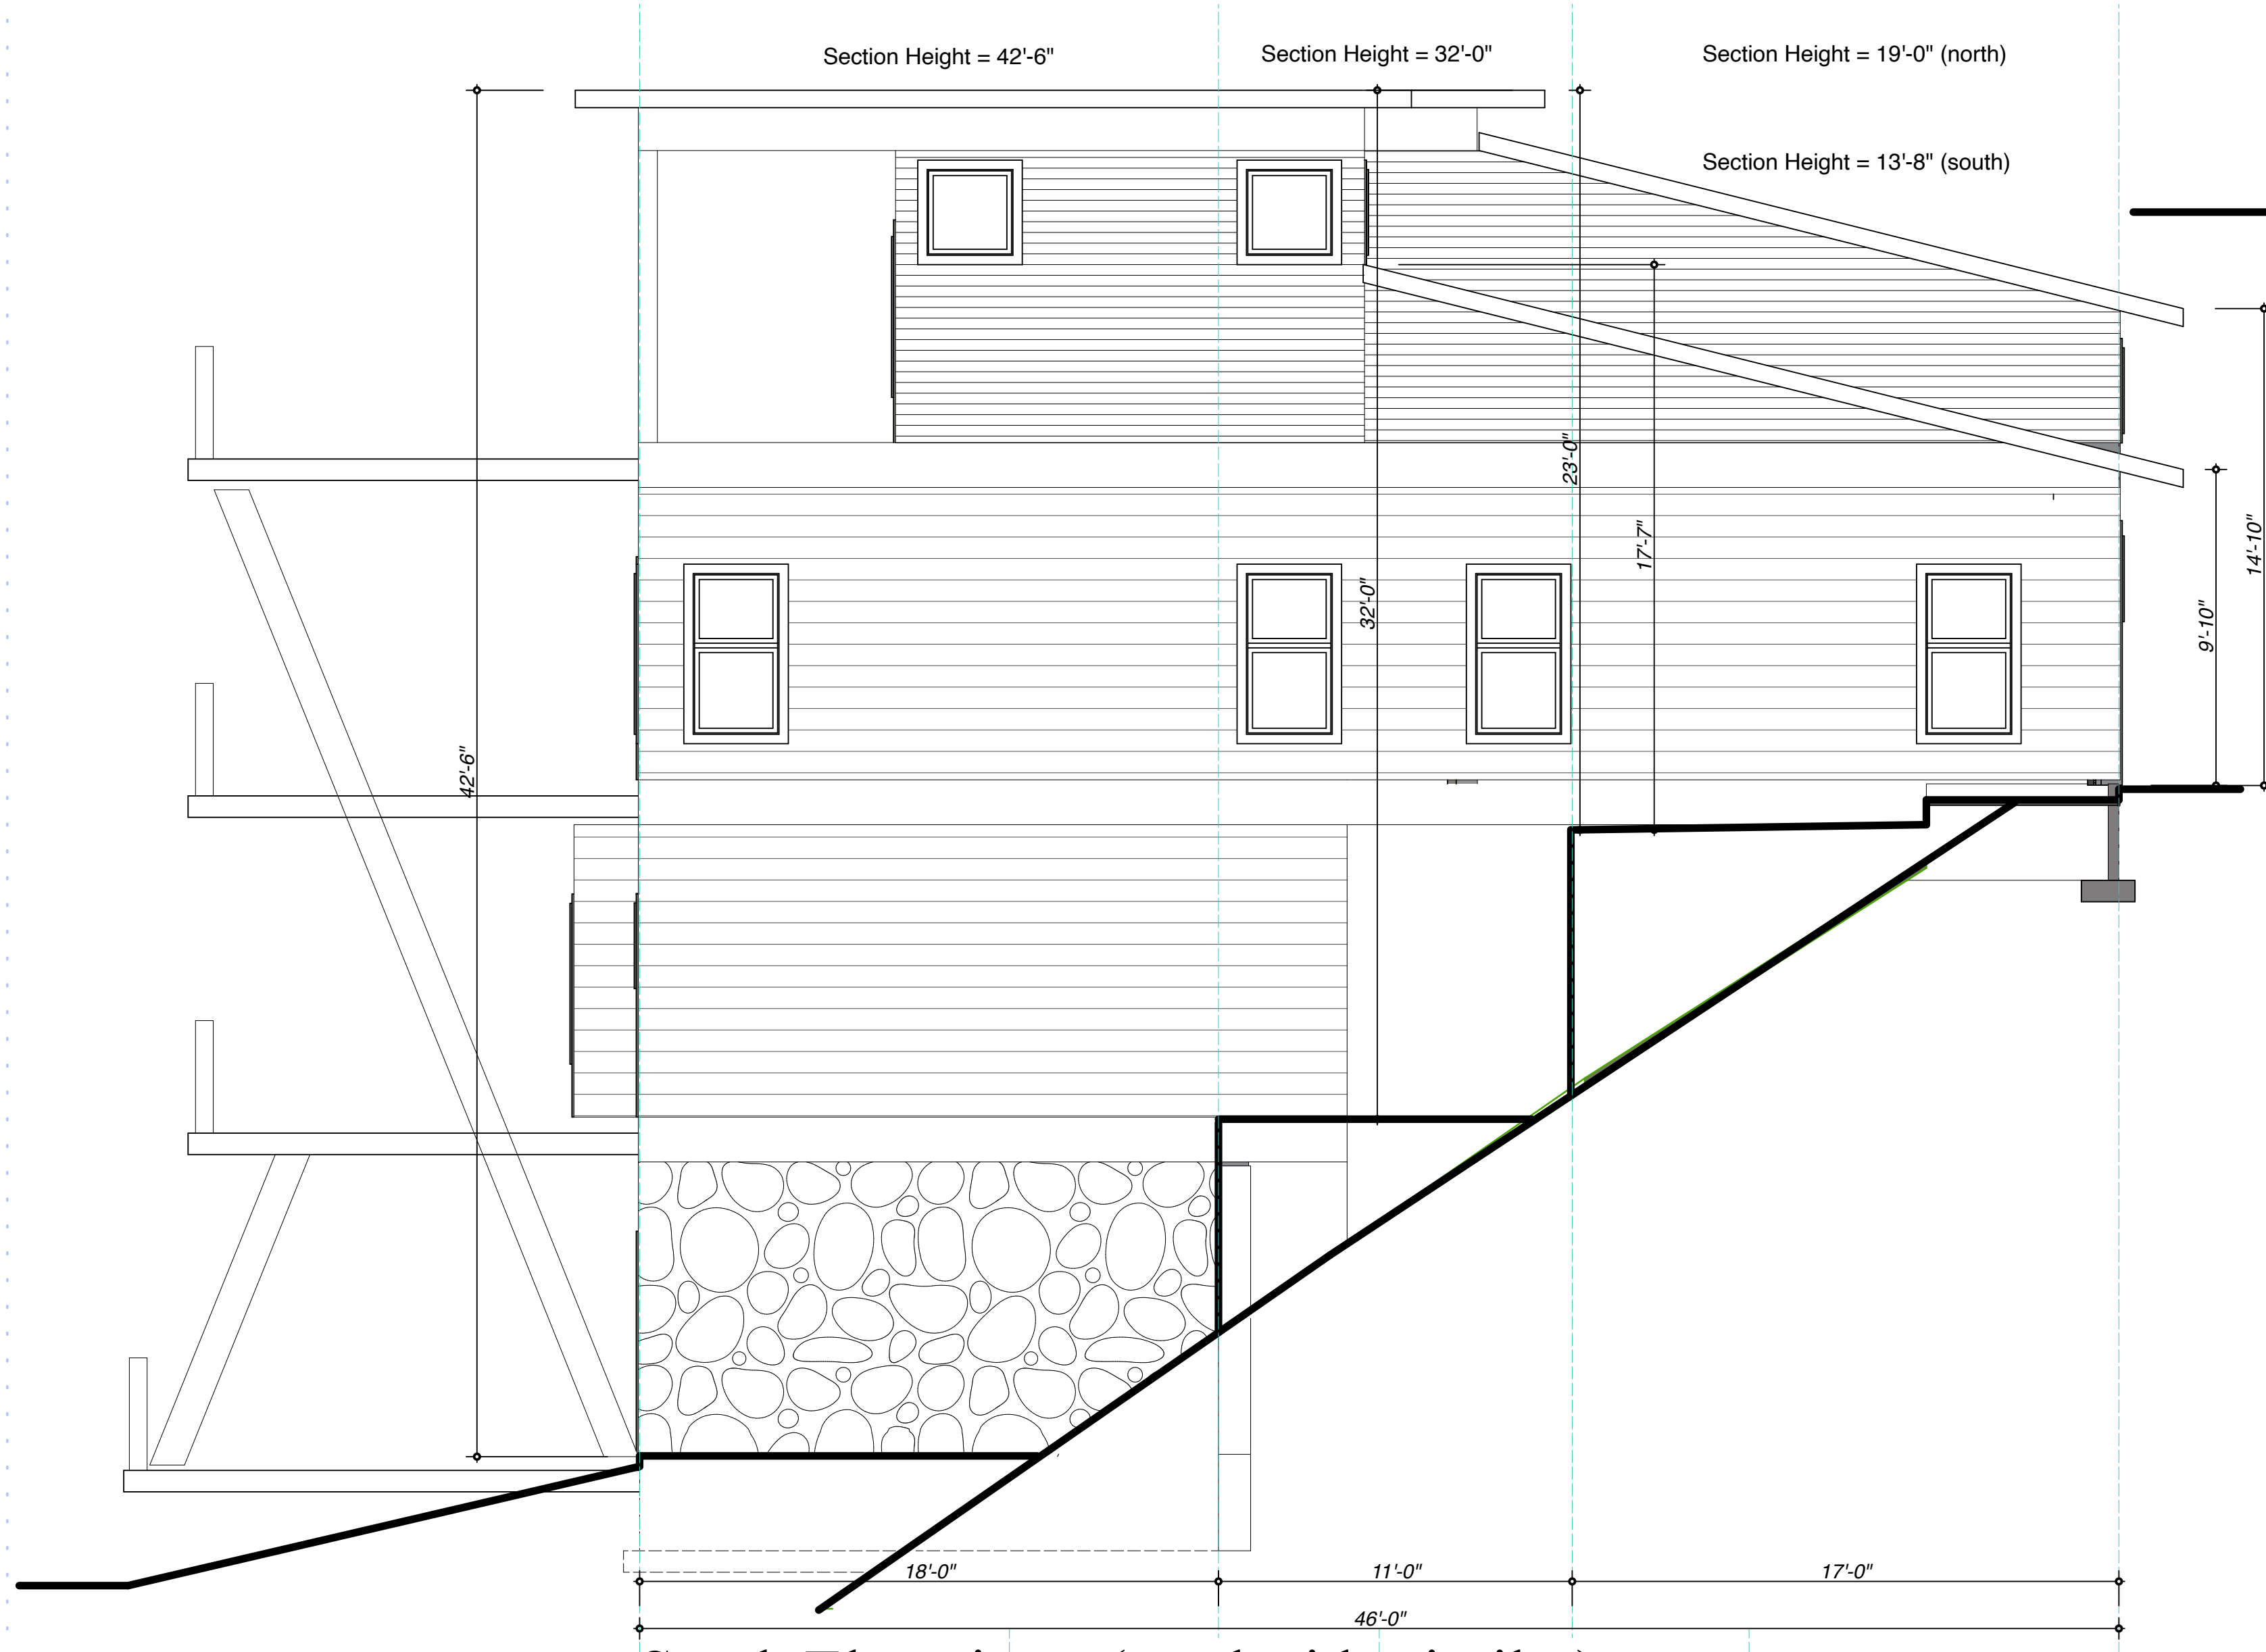 Section Height = 42'-6"
Section Height = 32'-0"
Section Height = 19'-0" (north)
Section Height = 13'-8" (south)
42'-6"
32'-0"
23'-0"
17'-7"
9'-10"
14'-10"
18'-0"
11'-0"
17'-0"
46'-0"